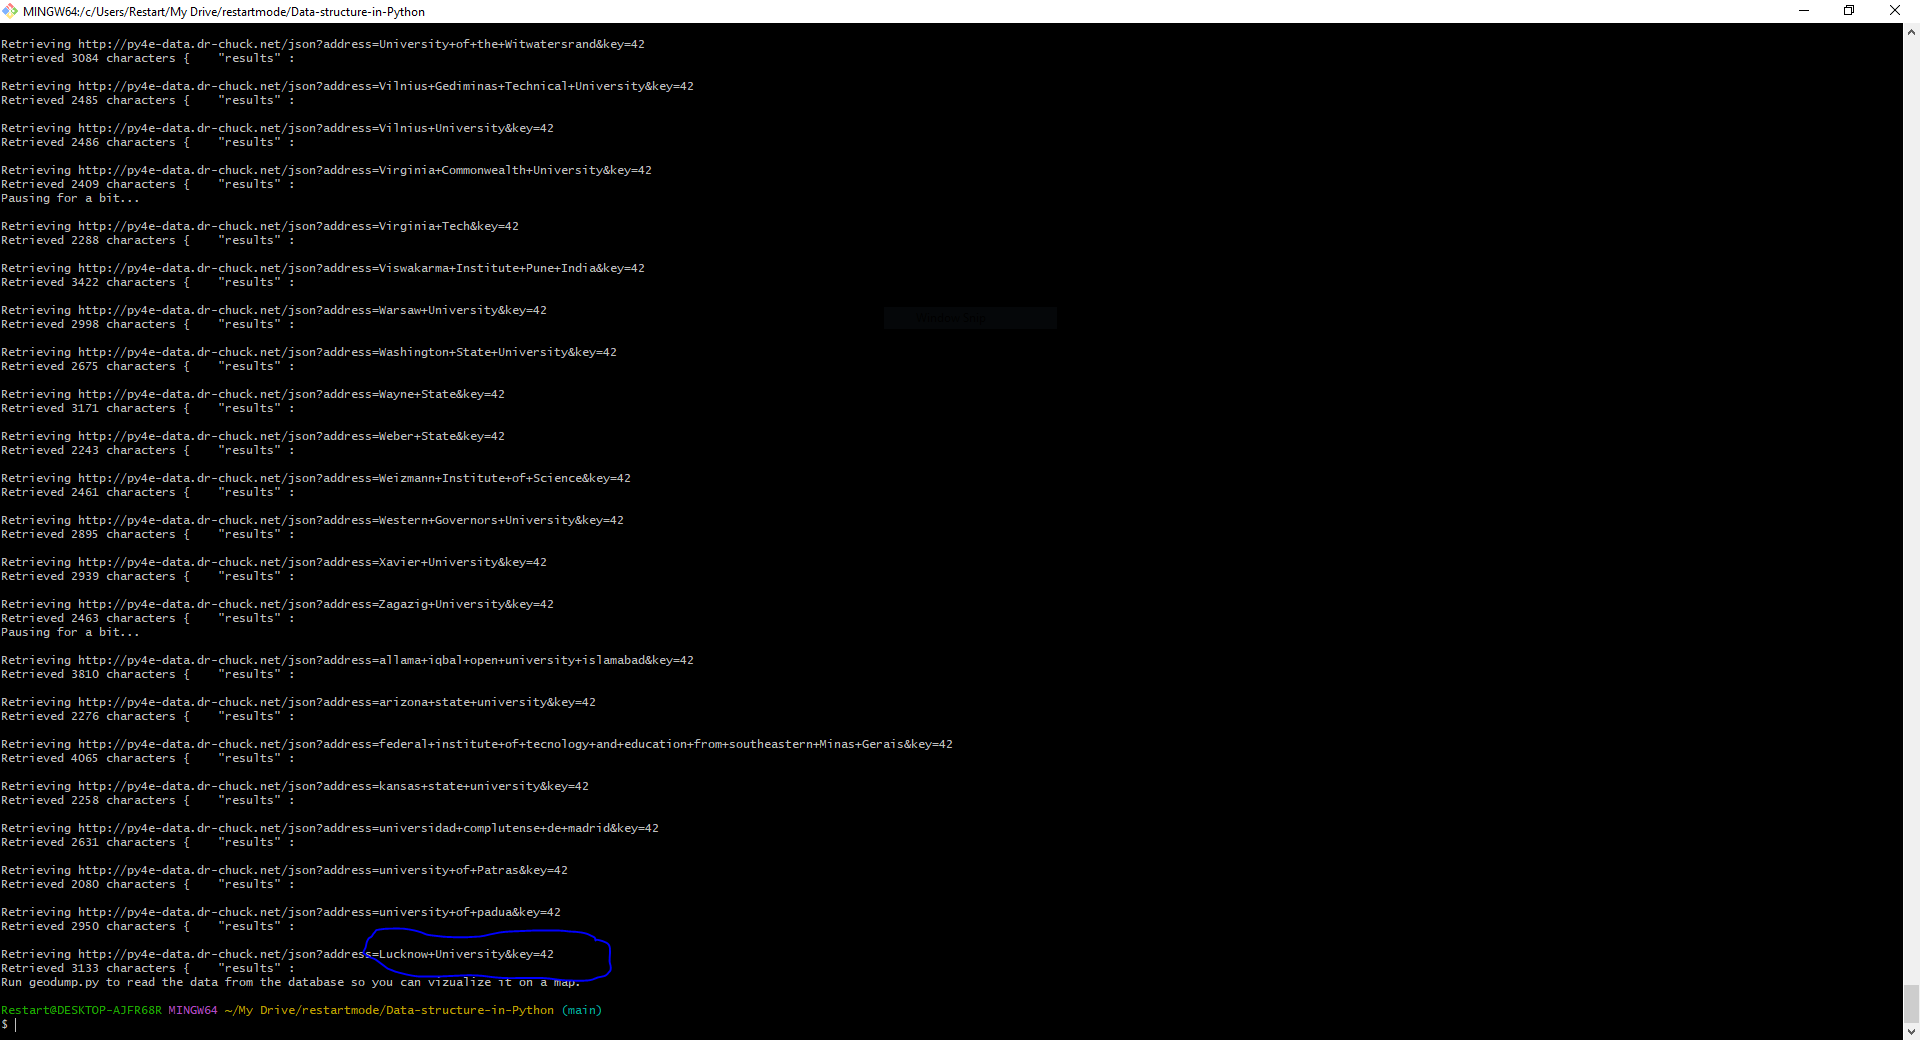 MINGW64:/c/Users/Restart/My Drive/restartmode/Data-structure-in-Python
Retrieving http://py4e-data.dr-chuck.net/json?address=University+of+the+Witwatersrand&key=42
Retrieved 3084 characters {    "results" :
Retrieving http://py4e-data.dr-chuck.net/json?address=Vilnius+Gediminas+Technical+University&key=42
Retrieved 2485 characters {    "results" :
Retrieving http://py4e-data.dr-chuck.net/json?address=Vilnius+University&key=42
Retrieved 2486 characters {    "results" :
Retrieving http://py4e-data.dr-chuck.net/json?address=Virginia+Commonwealth+University&key=42
Retrieved 2409 characters {    "results" :
Pausing for a bit...
Retrieving http://py4e-data.dr-chuck.net/json?address=Virginia+Tech&key=42
Retrieved 2288 characters {    "results" :
Retrieving http://py4e-data.dr-chuck.net/json?address=Viswakarma+Institute+Pune+India&key=42
Retrieved 3422 characters {    "results" :
Retrieving http://py4e-data.dr-chuck.net/json?address=Warsaw+University&key=42
Retrieved 2998 characters {    "results" :
Retrieving http://py4e-data.dr-chuck.net/json?address=Washington+State+University&key=42
Retrieved 2675 characters {    "results" :
Retrieving http://py4e-data.dr-chuck.net/json?address=Wayne+State&key=42
Retrieved 3171 characters {    "results" :
Retrieving http://py4e-data.dr-chuck.net/json?address=Weber+State&key=42
Retrieved 2243 characters {    "results" :
Retrieving http://py4e-data.dr-chuck.net/json?address=Weizmann+Institute+of+Science&key=42
Retrieved 2461 characters {    "results" :
Retrieving http://py4e-data.dr-chuck.net/json?address=Western+Governors+University&key=42
Retrieved 2895 characters {    "results" :
Retrieving http://py4e-data.dr-chuck.net/json?address=Xavier+University&key=42
Retrieved 2939 characters {    "results" :
Retrieving http://py4e-data.dr-chuck.net/json?address=Zagazig+University&key=42
Retrieved 2463 characters {    "results" :
Pausing for a bit...
Retrieving http://py4e-data.dr-chuck.net/json?address=allama+iqbal+open+university+islamabad&key=42
Retrieved 3810 characters {    "results" :
Retrieving http://py4e-data.dr-chuck.net/json?address=arizona+state+university&key=42
Retrieved 2276 characters {    "results" :
Retrieving http://py4e-data.dr-chuck.net/json?address=federal+institute+of+tecnology+and+education+from+southeastern+Minas+Gerais&key=42
Retrieved 4065 characters {    "results" :
Retrieving http://py4e-data.dr-chuck.net/json?address=kansas+state+university&key=42
Retrieved 2258 characters {    "results" :
Retrieving http://py4e-data.dr-chuck.net/json?address=universidad+complutense+de+madrid&key=42
Retrieved 2631 characters {    "results" :
Retrieving http://py4e-data.dr-chuck.net/json?address=university+of+Patras&key=42
Retrieved 2080 characters {    "results" :
Retrieving http://py4e-data.dr-chuck.net/json?address=university+of+padua&key=42
Retrieved 2950 characters {    "results" :
Retrieving http://py4e-data.dr-chuck.net/json?address=Lucknow+University&key=42
Retrieved 3133 characters {    "results" :
Run geodump.py to read the data from the database so you can vizualize it on a map.
Restart@DESKTOP-AJFR68R MINGW64 ~/My Drive/restartmode/Data-structure-in-Python (main)
$